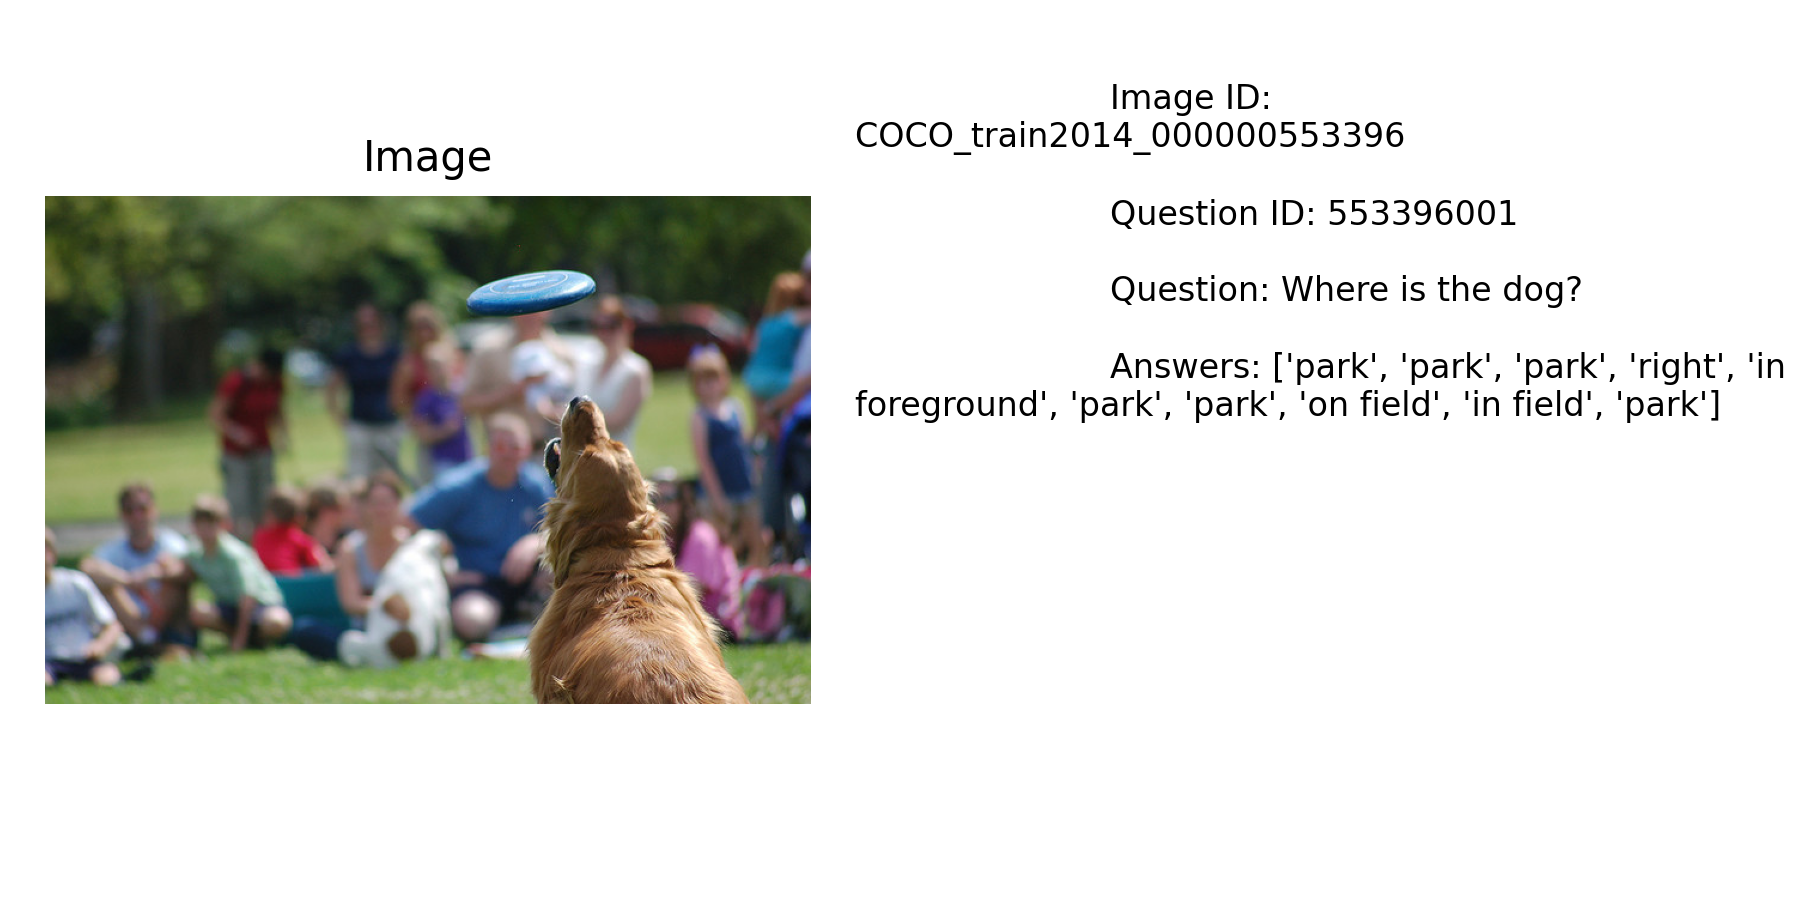 Image
Image ID:
COCO_train2014_000000553396
Question ID: 553396001
Question: Where is the dog?
Answers: ['park', 'park', 'park', 'right', 'in
foreground', 'park', 'park', 'on field', 'in field', 'park']